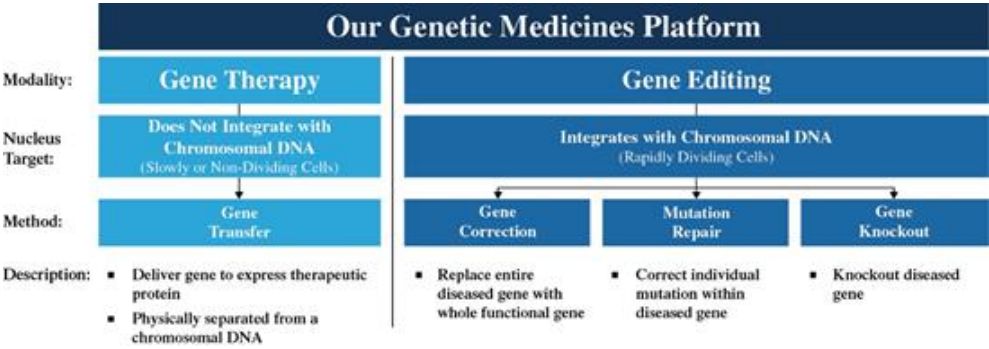 Our Genetic Medicines Platform
Modality:
Gene Therapy
Gene Editing
Nucleus
Target:
Does Not Integrate with
Chromosomal DNA
(Slowly or Non-Dividing Cells)
Integrates with Chromosomal DNA
(Rapidly Dividing Cells)
Method:
Gene
Transfer
Gene
Correction
Mutation
Repair
Gene
Knockout
Description:
▪ Deliver gene to express therapeutic
protein
▪ Physically separated from a
chromosomal DNA
▪ Replace entire
diseased gene with
whole functional gene
▪ Correct individual
mutation within
diseased gene
▪ Knockout diseased
gene